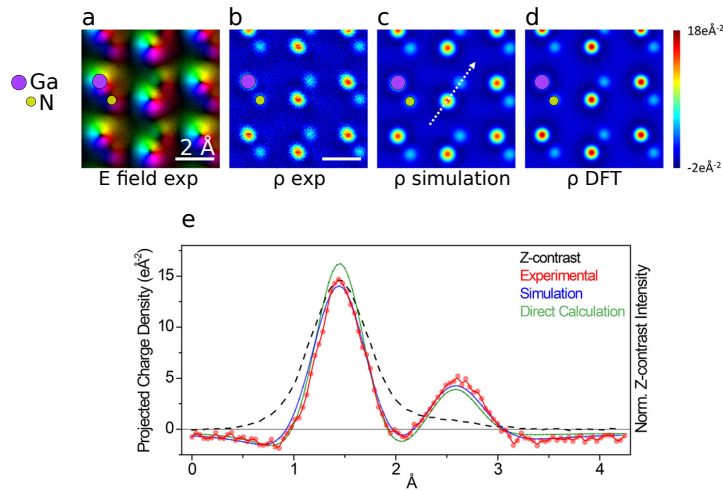 a
b
c
d
Ga
N
2 Å
E field exp
ρ exp
ρ simulation
ρ DFT
18eÅ⁻²
-2eÅ⁻²
e
Projected Charge Density (eÅ⁻²)
15
10
5
0
0
1
2
3
4
Å
Z-contrast
Experimental
Simulation
Direct Calculation
Norm. Z-contrast Intensity